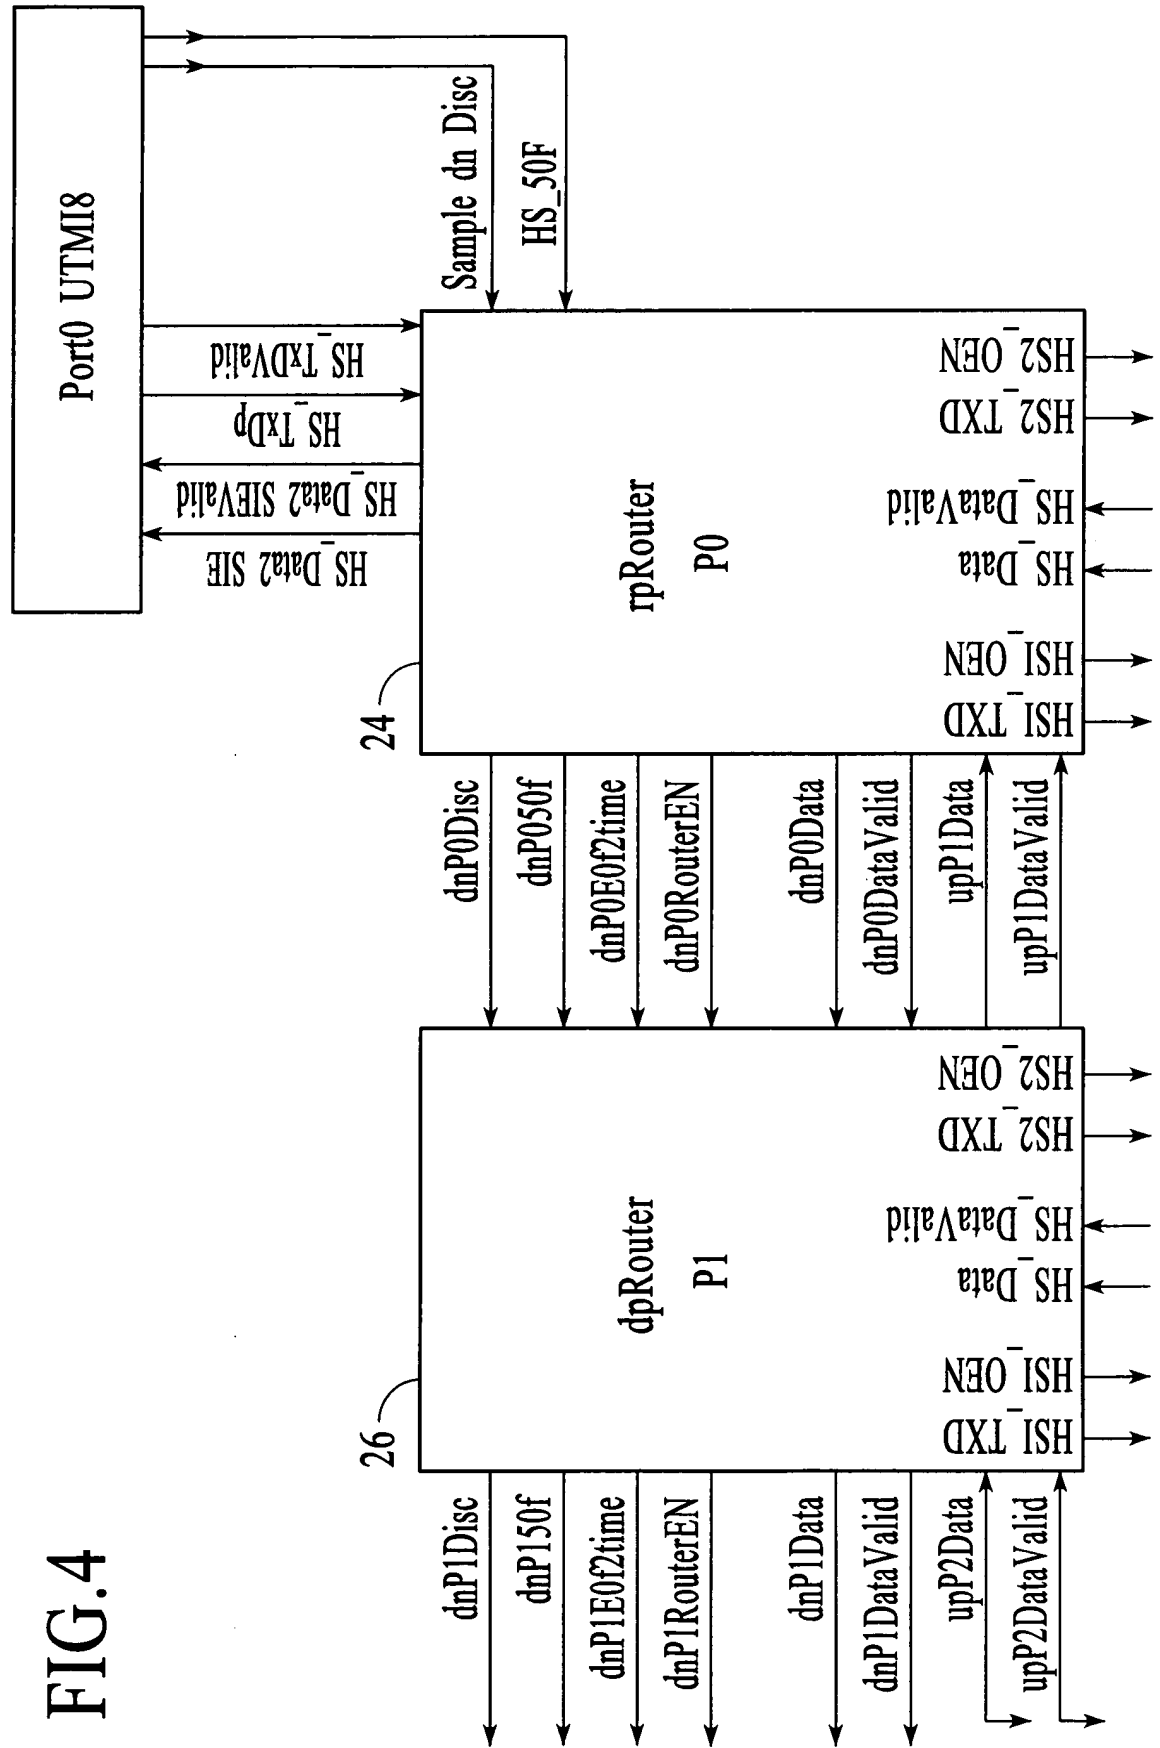 FIG.4
Port0 UTMI8
Sample dn Disc
HS_50F
HS_TxDValid
HS_TxDp
HS_Data2 SIEValid
HS_Data2 SIE
24
rpRouter
P0
HS2_OEN
HS2_TXD
HS_DataValid
HS_Data
HS1_OEN
HS1_TXD
dnP0Disc
dnP050f
dnP0E0f2time
dnP0RouterEN
dnP0Data
dnP0DataValid
upP1Data
upP1DataValid
26
dpRouter
P1
HS2_OEN
HS2_TXD
HS_DataValid
HS_Data
HS1_OEN
HS1_TXD
dnP1Disc
dnP150f
dnP1E0f2time
dnP1RouterEN
dnP1Data
dnP1DataValid
upP2Data
upP2DataValid